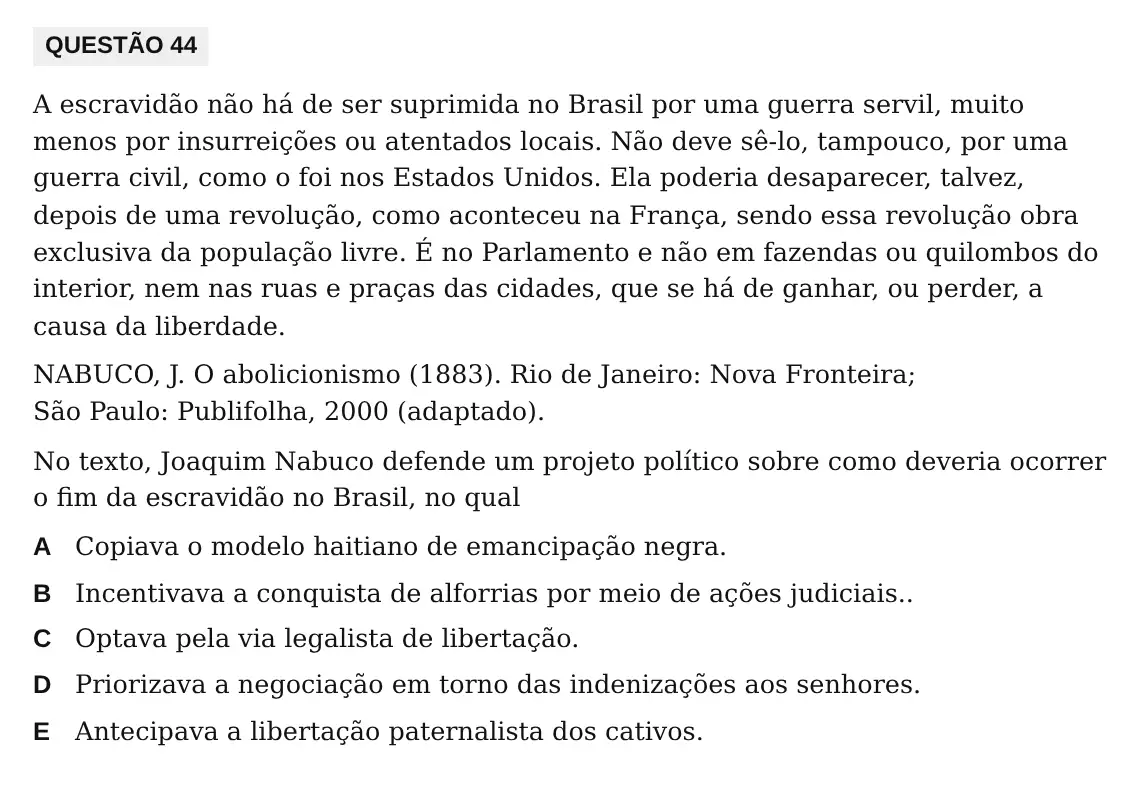 QUESTÃO 44
A escravidão não há de ser suprimida no Brasil por uma guerra servil, muito
menos por insurreições ou atentados locais. Não deve sê-lo, tampouco, por uma
guerra civil, como o foi nos Estados Unidos. Ela poderia desaparecer, talvez,
depois de uma revolução, como aconteceu na França, sendo essa revolução obra
exclusiva da população livre. É no Parlamento e não em fazendas ou quilombos do
interior, nem nas ruas e praças das cidades, que se há de ganhar, ou perder, a
causa da liberdade.
NABUCO, J. O abolicionismo (1883). Rio de Janeiro: Nova Fronteira;
São Paulo: Publifolha, 2000 (adaptado).
No texto, Joaquim Nabuco defende um projeto político sobre como deveria ocorrer
o fim da escravidão no Brasil, no qual
A Copiava o modelo haitiano de emancipação negra.
B Incentivava a conquista de alforrias por meio de ações judiciais..
C Optava pela via legalista de libertação.
D Priorizava a negociação em torno das indenizações aos senhores.
E Antecipava a libertação paternalista dos cativos.